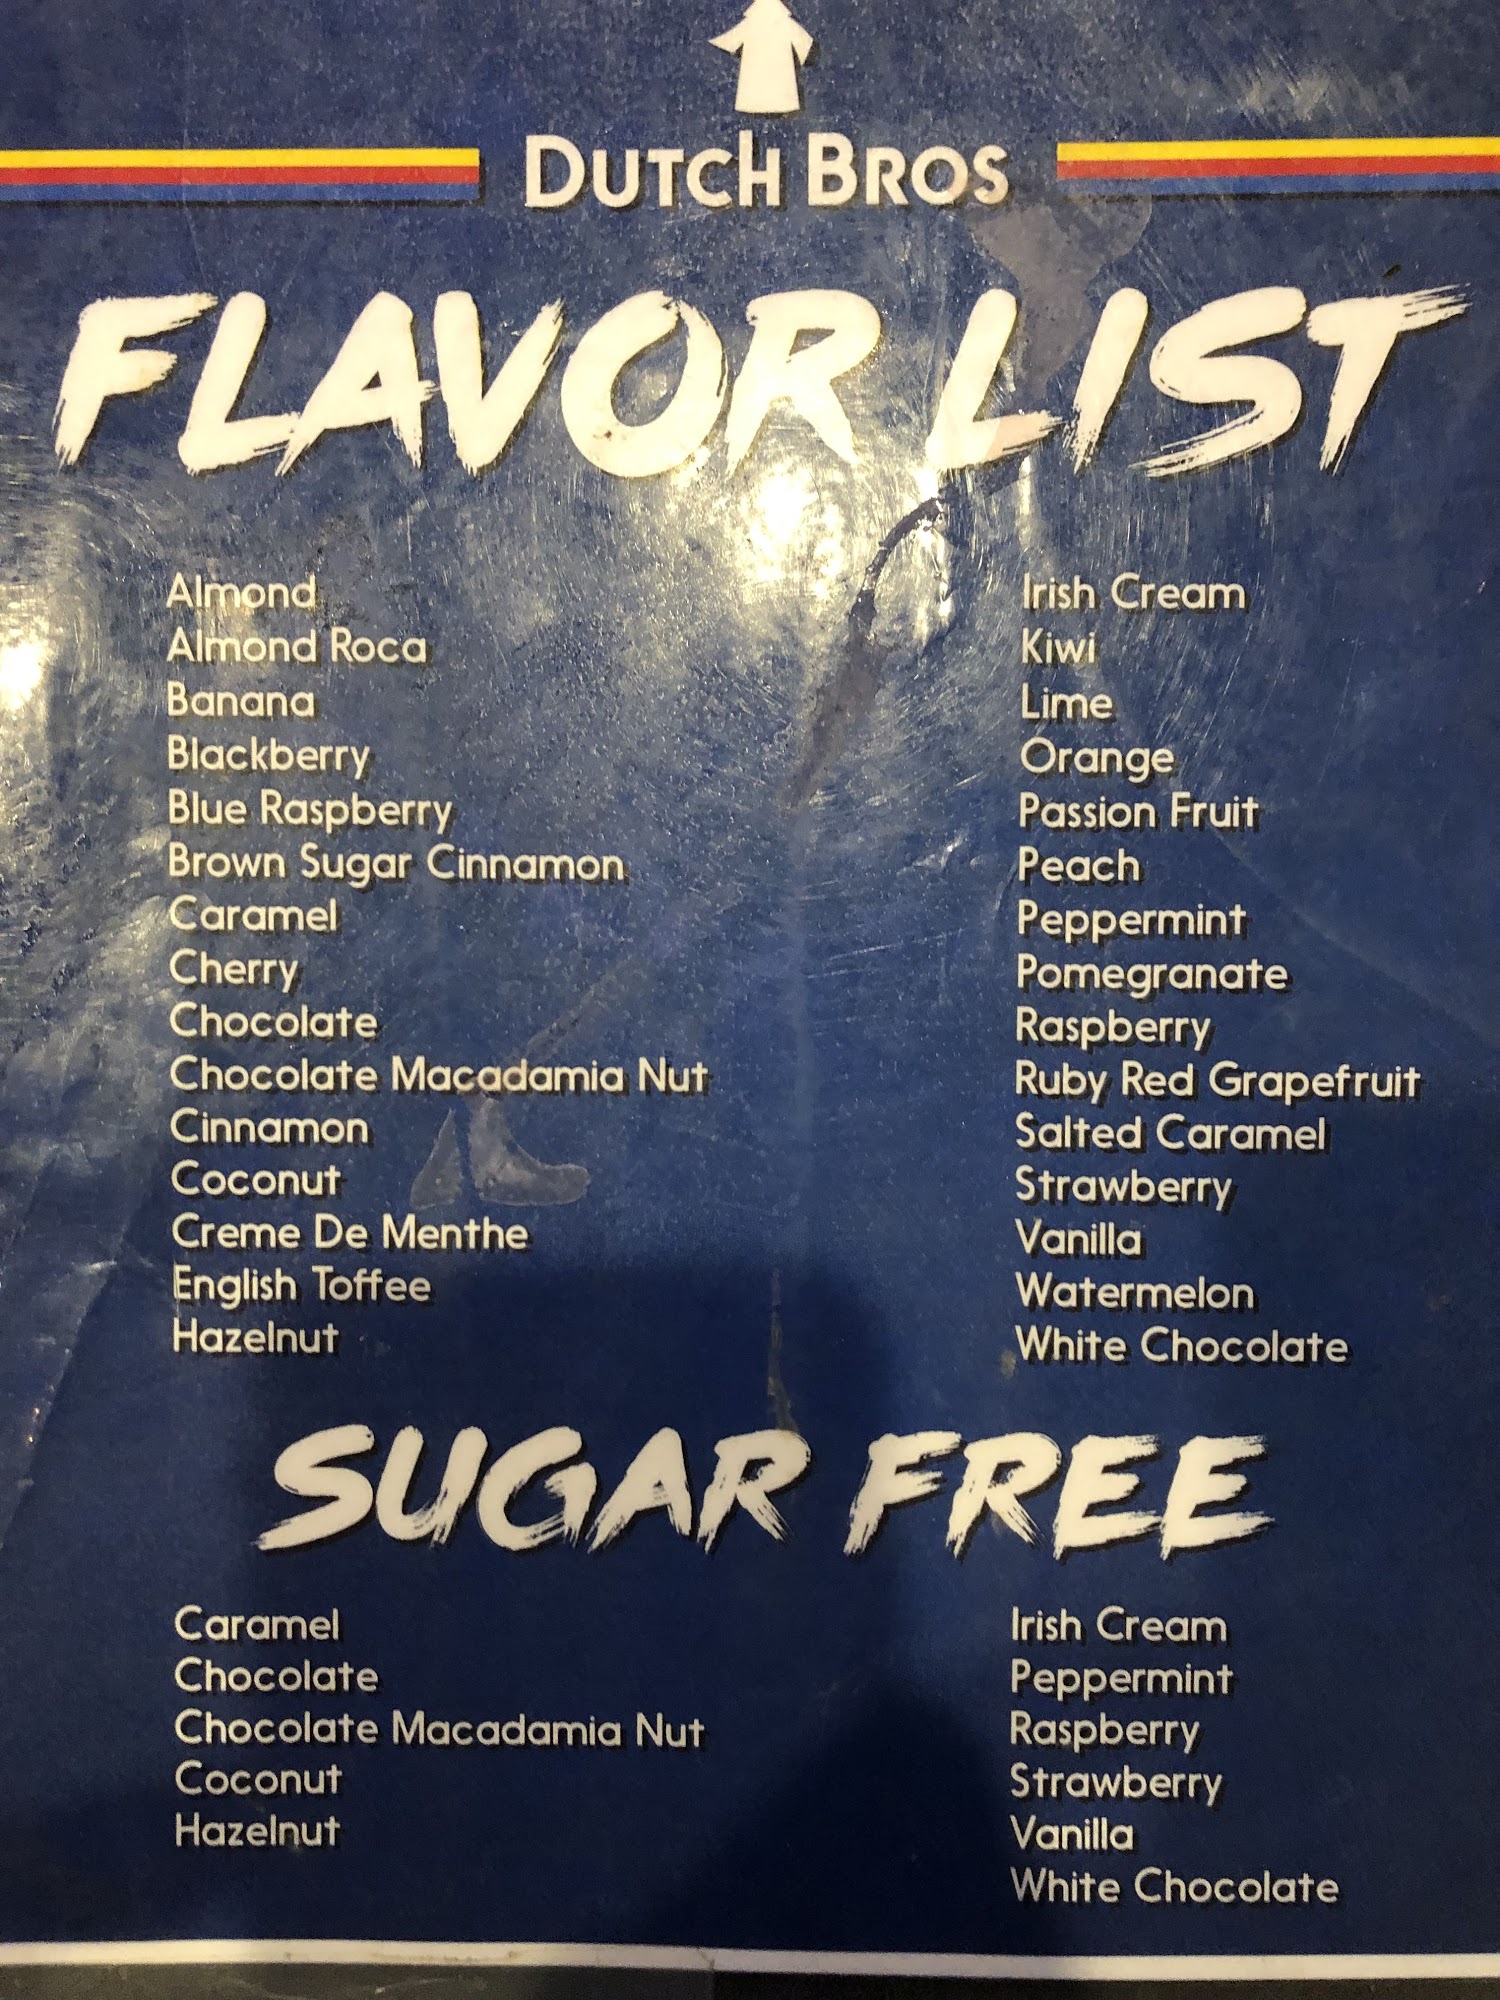 DUTCH BROS
FLAVOR LIST
Almond
Almond Roca
Banana
Blackberry
Blue Raspberry
Brown Sugar Cinnamon
Caramel
Cherry
Chocolate
Chocolate Macadamia Nut
Cinnamon
Coconut
Creme De Menthe
English Toffee
Hazelnut
Irish Cream
Kiwi
Lime
Orange
Passion Fruit
Peach
Peppermint
Pomegranate
Raspberry
Ruby Red Grapefruit
Salted Caramel
Strawberry
Vanilla
Watermelon
White Chocolate
SUGAR FREE
Caramel
Chocolate
Chocolate Macadamia Nut
Coconut
Hazelnut
Irish Cream
Peppermint
Raspberry
Strawberry
Vanilla
White Chocolate